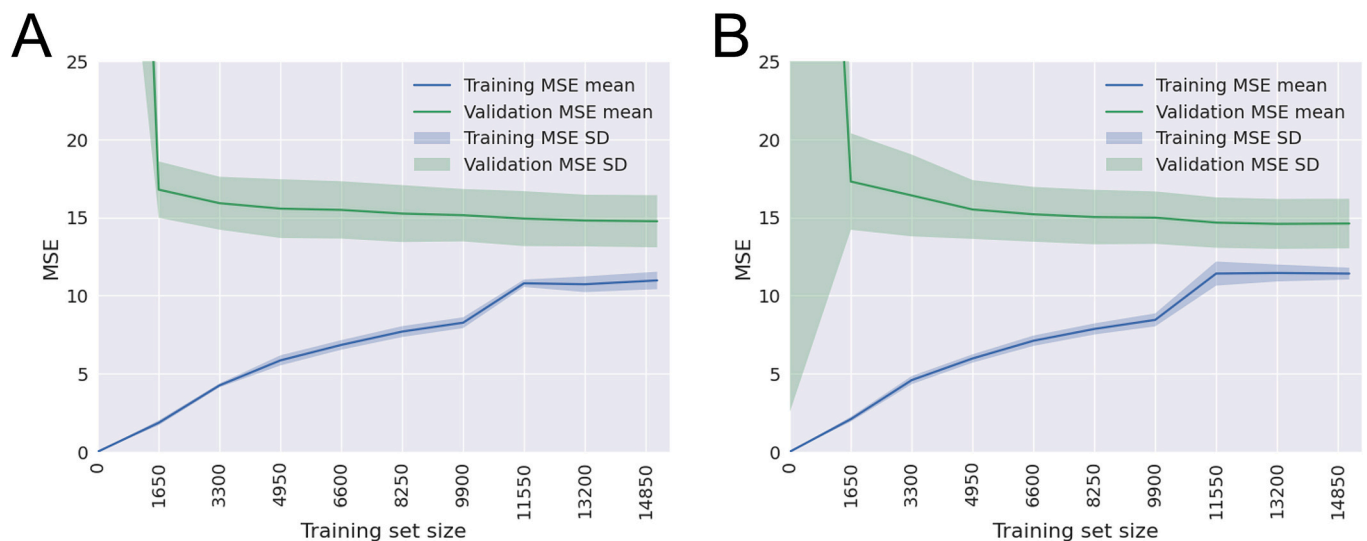 A
MSE
25
20
15
10
5
0
Training MSE mean
Validation MSE mean
Training MSE SD
Validation MSE SD
0 1650 3300 4950 6600 8250 9900 11550 13200 14850
Training set size
B
MSE
25
20
15
10
5
0
Training MSE mean
Validation MSE mean
Training MSE SD
Validation MSE SD
0 1650 3300 4950 6600 8250 9900 11550 13200 14850
Training set size